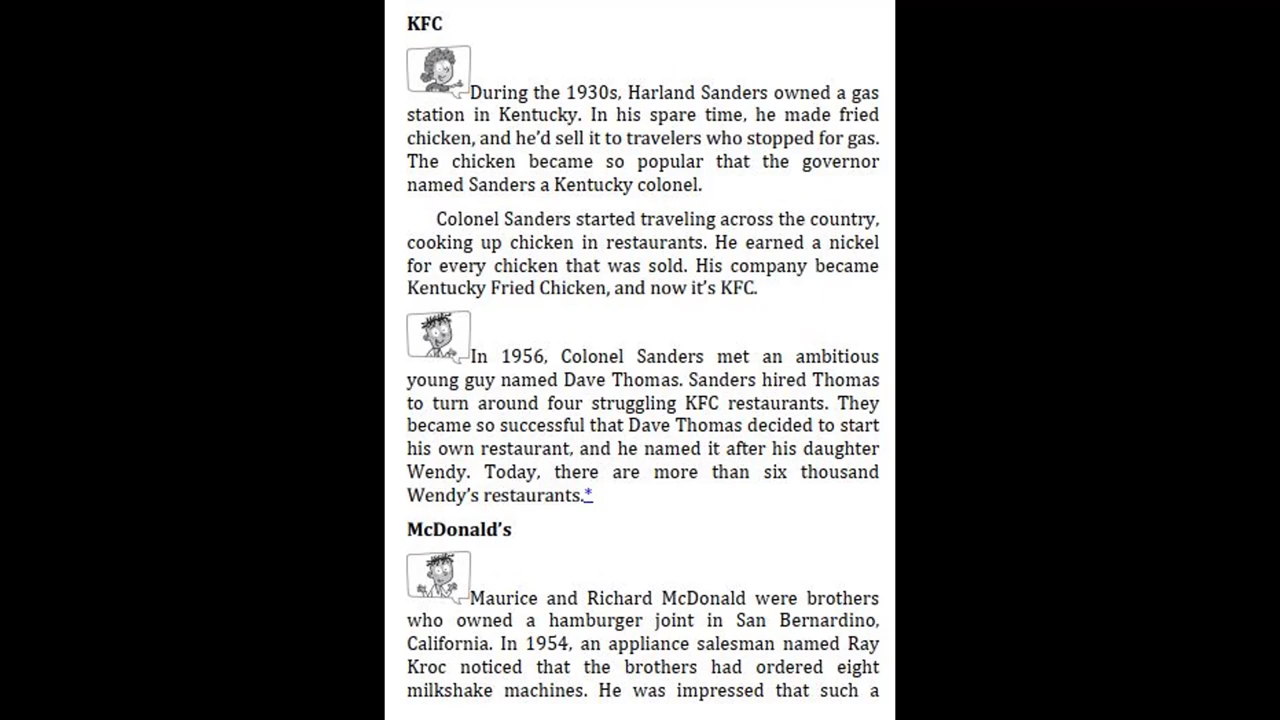 KFC
During the 1930s, Harland Sanders owned a gas
station in Kentucky. In his spare time, he made fried
chicken, and he’d sell it to travelers who stopped for gas.
The chicken became so popular that the governor
named Sanders a Kentucky colonel.
Colonel Sanders started traveling across the country,
cooking up chicken in restaurants. He earned a nickel
for every chicken that was sold. His company became
Kentucky Fried Chicken, and now it’s KFC.
In 1956, Colonel Sanders met an ambitious
young guy named Dave Thomas. Sanders hired Thomas
to turn around four struggling KFC restaurants. They
became so successful that Dave Thomas decided to start
his own restaurant, and he named it after his daughter
Wendy. Today, there are more than six thousand
Wendy’s restaurants.*
McDonald’s
Maurice and Richard McDonald were brothers
who owned a hamburger joint in San Bernardino,
California. In 1954, an appliance salesman named Ray
Kroc noticed that the brothers had ordered eight
milkshake machines. He was impressed that such a